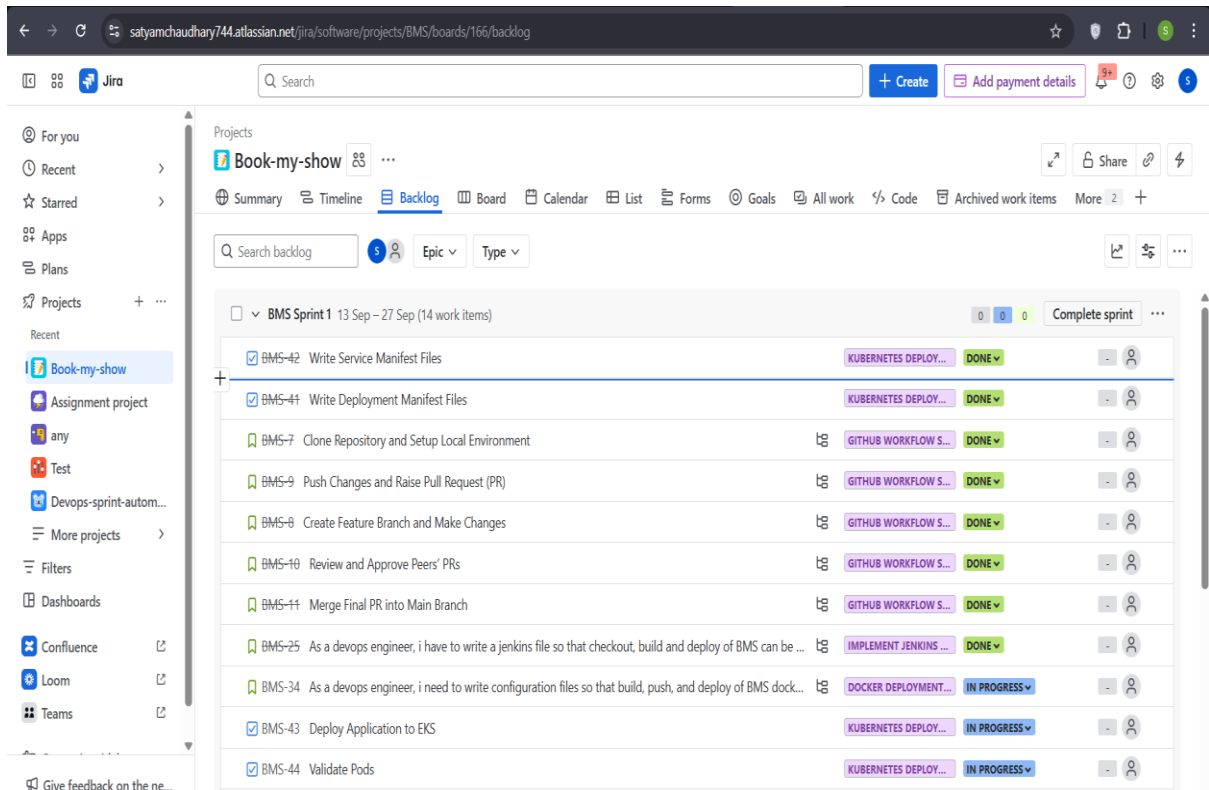 satyamchaudhary744.atlassian.net/jira/software/projects/BMS/boards/166/backlog
S
Jira
Search
+ Create
Add payment details
9+
S
For you
Recent
Starred
Apps
Plans
Projects
Recent
Book-my-show
Assignment project
any
Test
Devops-sprint-autom...
More projects
Filters
Dashboards
Confluence
Loom
Teams
Give feedback on the ne...
Projects
Book-my-show
Share
Summary Timeline Backlog Board Calendar List Forms Goals All work Code Archived work items More 2
Search backlog S Epic Type
BMS Sprint 1 13 Sep – 27 Sep (14 work items) 0 0 0 Complete sprint
BMS-42 Write Service Manifest Files KUBERNETES DEPLOY... DONE -
BMS-41 Write Deployment Manifest Files KUBERNETES DEPLOY... DONE -
BMS-7 Clone Repository and Setup Local Environment GITHUB WORKFLOW S... DONE -
BMS-9 Push Changes and Raise Pull Request (PR) GITHUB WORKFLOW S... DONE -
BMS-8 Create Feature Branch and Make Changes GITHUB WORKFLOW S... DONE -
BMS-10 Review and Approve Peers' PRs GITHUB WORKFLOW S... DONE -
BMS-11 Merge Final PR into Main Branch GITHUB WORKFLOW S... DONE -
BMS-25 As a devops engineer, i have to write a jenkins file so that checkout, build and deploy of BMS can be ... IMPLEMENT JENKINS ... DONE -
BMS-34 As a devops engineer, i need to write configuration files so that build, push, and deploy of BMS dock... DOCKER DEPLOYMENT... IN PROGRESS -
BMS-43 Deploy Application to EKS KUBERNETES DEPLOY... IN PROGRESS -
BMS-44 Validate Pods KUBERNETES DEPLOY... IN PROGRESS -